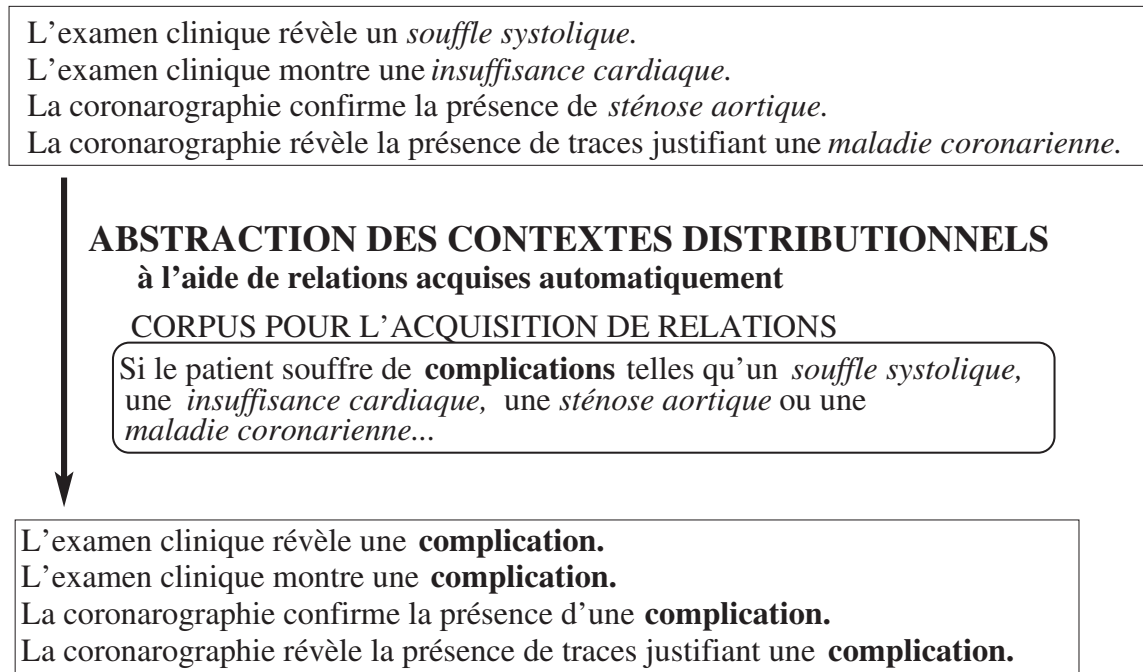 L’examen clinique révèle un souffle systolique.
L’examen clinique montre une insuffisance cardiaque.
La coronarographie confirme la présence de sténose aortique.
La coronarographie révèle la présence de traces justifiant une maladie coronarienne.
ABSTRACTION DES CONTEXTES DISTRIBUTIONNELS
à l’aide de relations acquises automatiquement
CORPUS POUR L’ACQUISITION DE RELATIONS
Si le patient souffre de complications telles qu’un souffle systolique,
une insuffisance cardiaque, une sténose aortique ou une
maladie coronarienne...
L’examen clinique révèle une complication.
L’examen clinique montre une complication.
La coronarographie confirme la présence d’une complication.
La coronarographie révèle la présence de traces justifiant une complication.